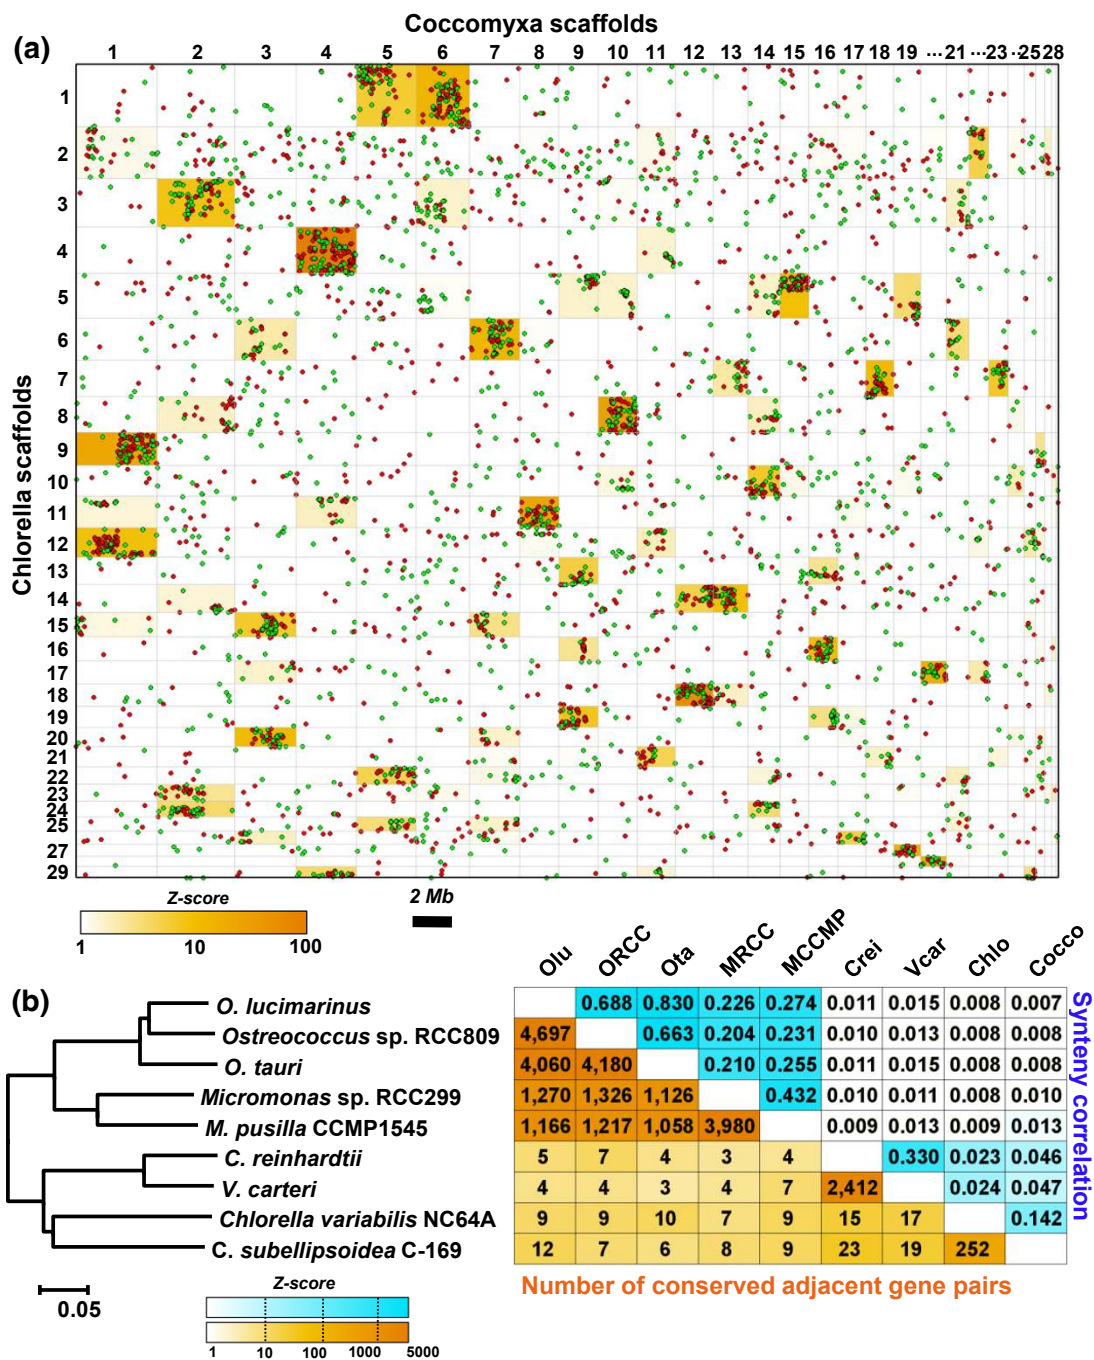 Coccomyxa scaffolds
(a)
1 2 3 4 5 6 7 8 9 10 11 12 13 14 15 16 17 18 19 ... 21 ... 23 .. 25 28
Chlorella scaffolds
1
2
3
4
5
6
7
8
9
10
11
12
13
14
15
16
17
18
19
20
21
22
23
24
25
27
29
Z-score
1 10 100
2 Mb
Olu ORCC Ota MRCC MCCMP Crei Vcar Chlo Cocco
(b)
O. lucimarinus 0.688 0.830 0.226 0.274 0.011 0.015 0.008 0.007
Ostreococcus sp. RCC809 4,697 0.663 0.204 0.231 0.010 0.013 0.008 0.008
O. tauri 4,060 4,180 0.210 0.255 0.011 0.015 0.008 0.008
Micromonas sp. RCC299 1,270 1,326 1,126 0.432 0.010 0.011 0.008 0.010
M. pusilla CCMP1545 1,166 1,217 1,058 3,980 0.009 0.013 0.009 0.013
C. reinhardtii 5 7 4 3 4 0.330 0.023 0.046
V. carteri 4 4 3 4 7 2,412 0.024 0.047
Chlorella variabilis NC64A 9 9 10 7 9 15 17 0.142
C. subellipsoidea C-169 12 7 6 8 9 23 19 252
Synteny correlation
Number of conserved adjacent gene pairs
0.05
Z-score
1 10 100 1000 5000